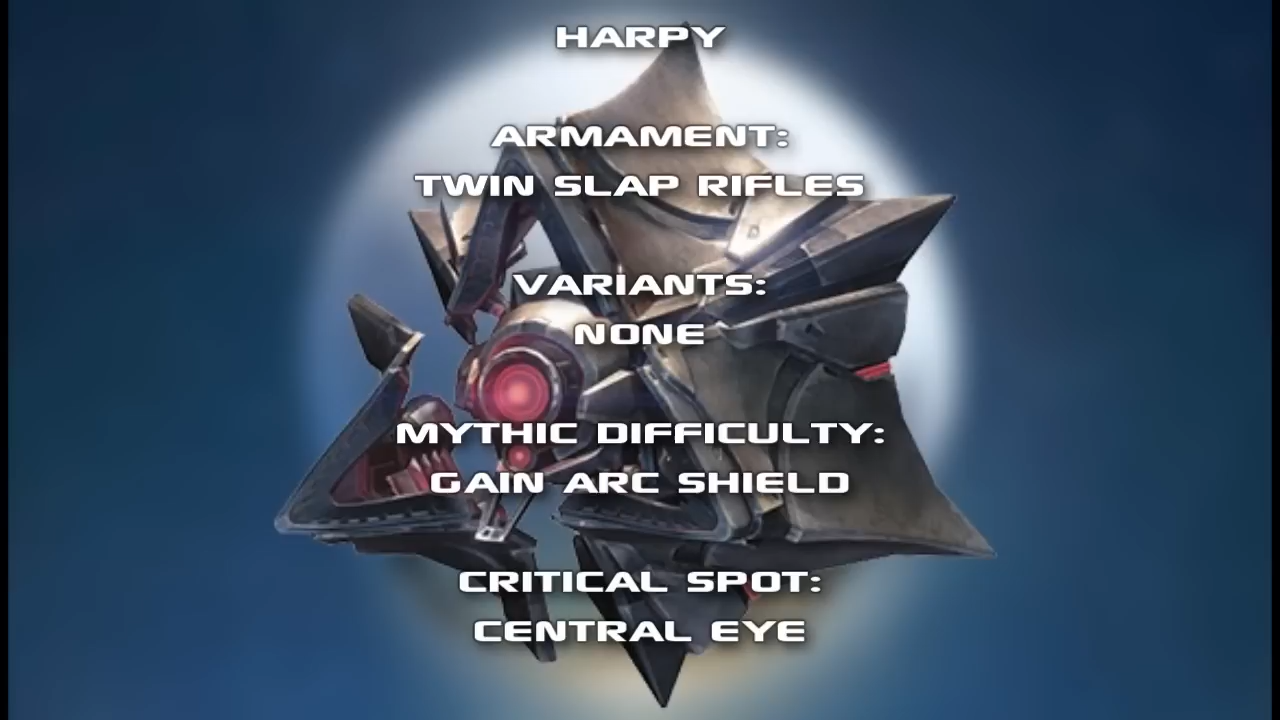 HARPY
ARMAMENT:
TWIN SLAP RIFLES
VARIANTS:
NONE
MYTHIC DIFFICULTY:
GAIN ARC SHIELD
CRITICAL SPOT:
CENTRAL EYE